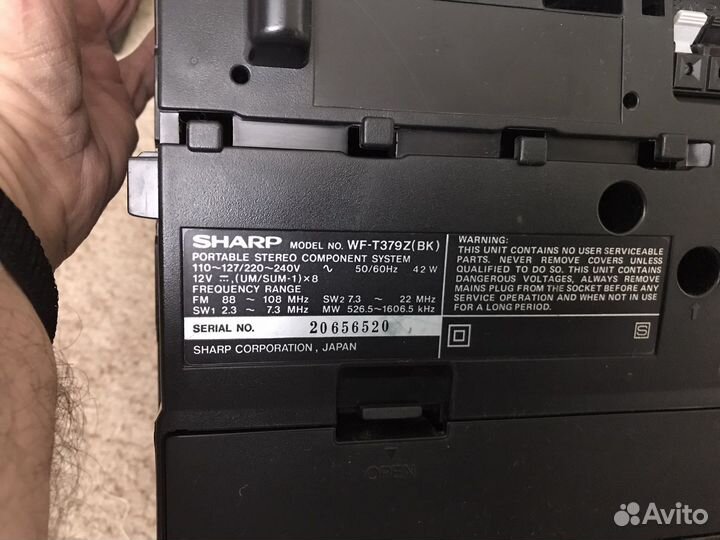 SHARP MODEL NO. WF-T379Z(BK)
PORTABLE STEREO COMPONENT SYSTEM
110~127/220~240V ∿ 50/60Hz 42W
12V ⎓,(UM/SUM-1)×8
FREQUENCY RANGE
FM 88 ~ 108 MHz SW2 7.3 ~ 22 MHz
SW1 2.3 ~ 7.3 MHz MW 526.5~1606.5 kHz
SERIAL NO. 20656520
SHARP CORPORATION, JAPAN
WARNING:
THIS UNIT CONTAINS NO USER SERVICEABLE
PARTS. NEVER REMOVE COVERS UNLESS
QUALIFIED TO DO SO. THIS UNIT CONTAINS
DANGEROUS VOLTAGES, ALWAYS REMOVE
MAINS PLUG FROM THE SOCKET BEFORE ANY
SERVICE OPERATION AND WHEN NOT IN USE
FOR A LONG PERIOD.
S
OPEN
Avito